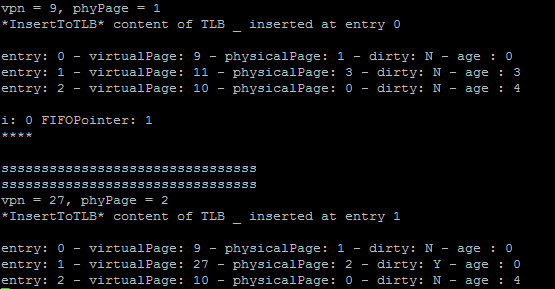 vpn = 9, phyPage = 1
*InsertToTLB* content of TLB _ inserted at entry 0
entry: 0 - virtualPage: 9 - physicalPage: 1 - dirty: N - age : 0
entry: 1 - virtualPage: 11 - physicalPage: 3 - dirty: N - age : 3
entry: 2 - virtualPage: 10 - physicalPage: 0 - dirty: N - age : 4
i: 0 FIFOPointer: 1
****
ssssssssssssssssssssssssssssssss
ssssssssssssssssssssssssssssssss
vpn = 27, phyPage = 2
*InsertToTLB* content of TLB _ inserted at entry 1
entry: 0 - virtualPage: 9 - physicalPage: 1 - dirty: N - age : 0
entry: 1 - virtualPage: 27 - physicalPage: 2 - dirty: Y - age : 0
entry: 2 - virtualPage: 10 - physicalPage: 0 - dirty: N - age : 4